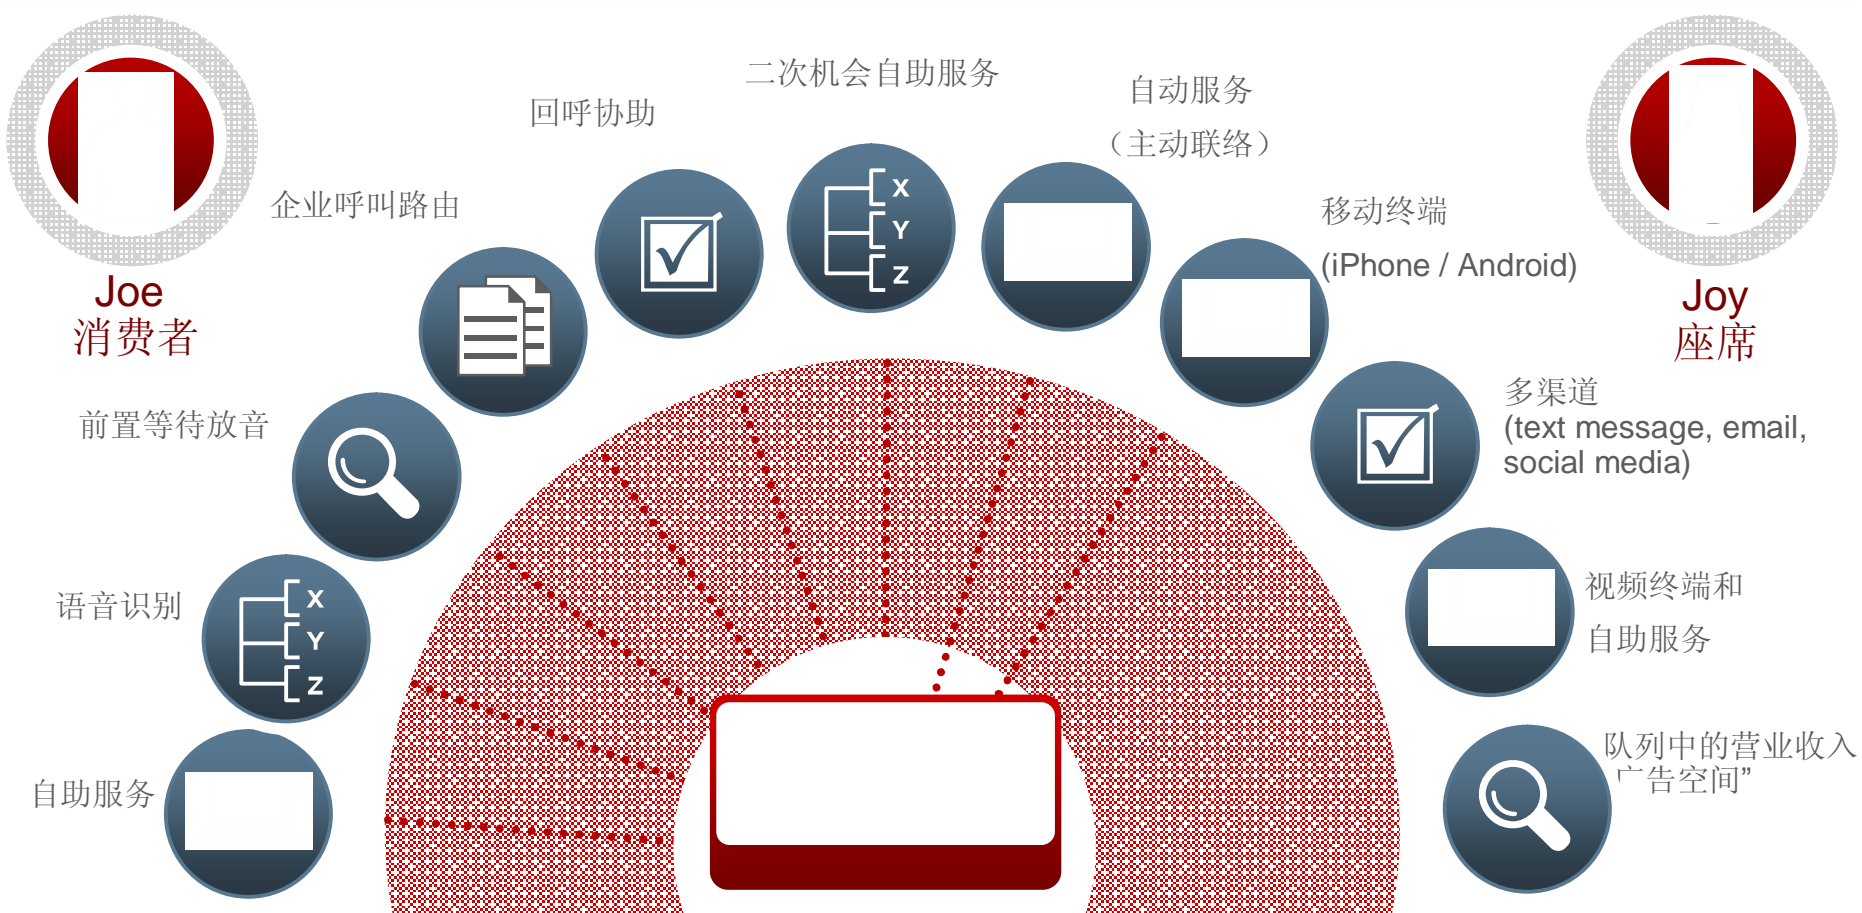 Joe
消费者
自助服务
语音识别
X
Y
Z
前置等待放音
企业呼叫路由
回呼协助
二次机会自助服务
X
Y
Z
自动服务
（主动联络）
移动终端
(iPhone / Android)
多渠道
(text message, email,
social media)
视频终端和
自助服务
队列中的营业收入
广告空间”
Joy
座席